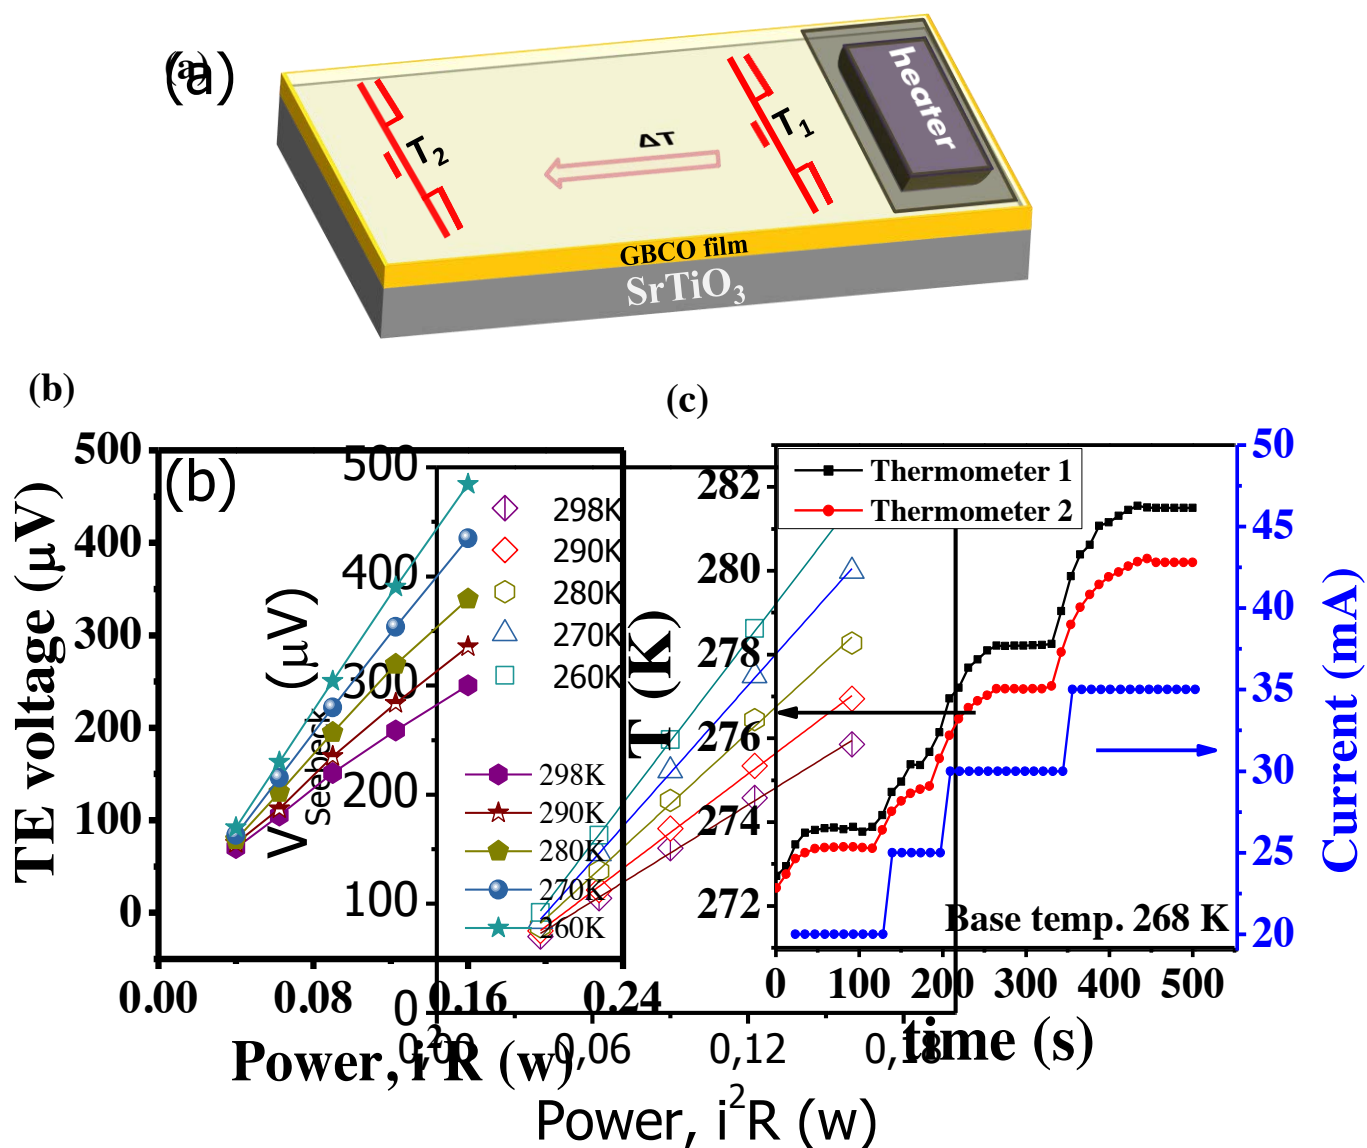 (a)
(a)
heater
T1
T2
ΔT
GBCO film
SrTiO3
(b)
(c)
(b)
TE voltage (μV)
500
400
300
200
100
0
0.00
0.08
0.16
0.24
Power, i2R (w)
VSeebeck (μV)
500
400
300
200
100
0
298K
290K
280K
270K
260K
298K
290K
280K
270K
260K
0,00
0,06
0,12
0,18
Power, i2R (w)
T (K)
282
280
278
276
274
272
Thermometer 1
Thermometer 2
Base temp. 268 K
0
100
200
300
400
500
time (s)
50
45
40
35
30
25
20
Current (mA)